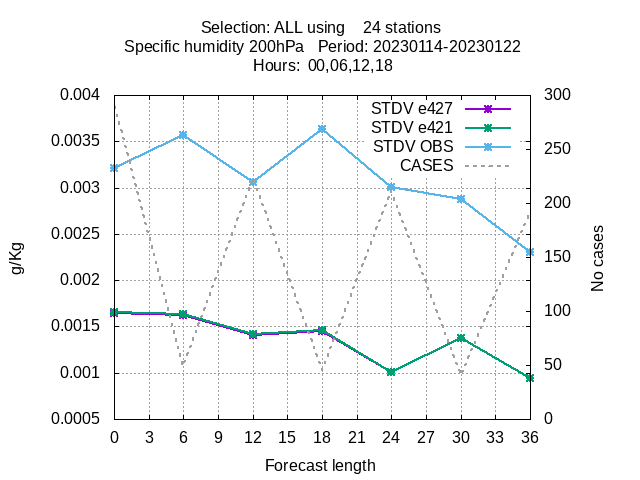 Selection: ALL using    24 stations
Specific humidity 200hPa   Period: 20230114-20230122
Hours:  00,06,12,18
STDV e427
STDV e421
STDV OBS
CASES
0.004
0.0035
0.003
0.0025
0.002
0.0015
0.001
0.0005
300
250
200
150
100
50
0
g/Kg
No cases
0 3 6 9 12 15 18 21 24 27 30 33 36
Forecast length